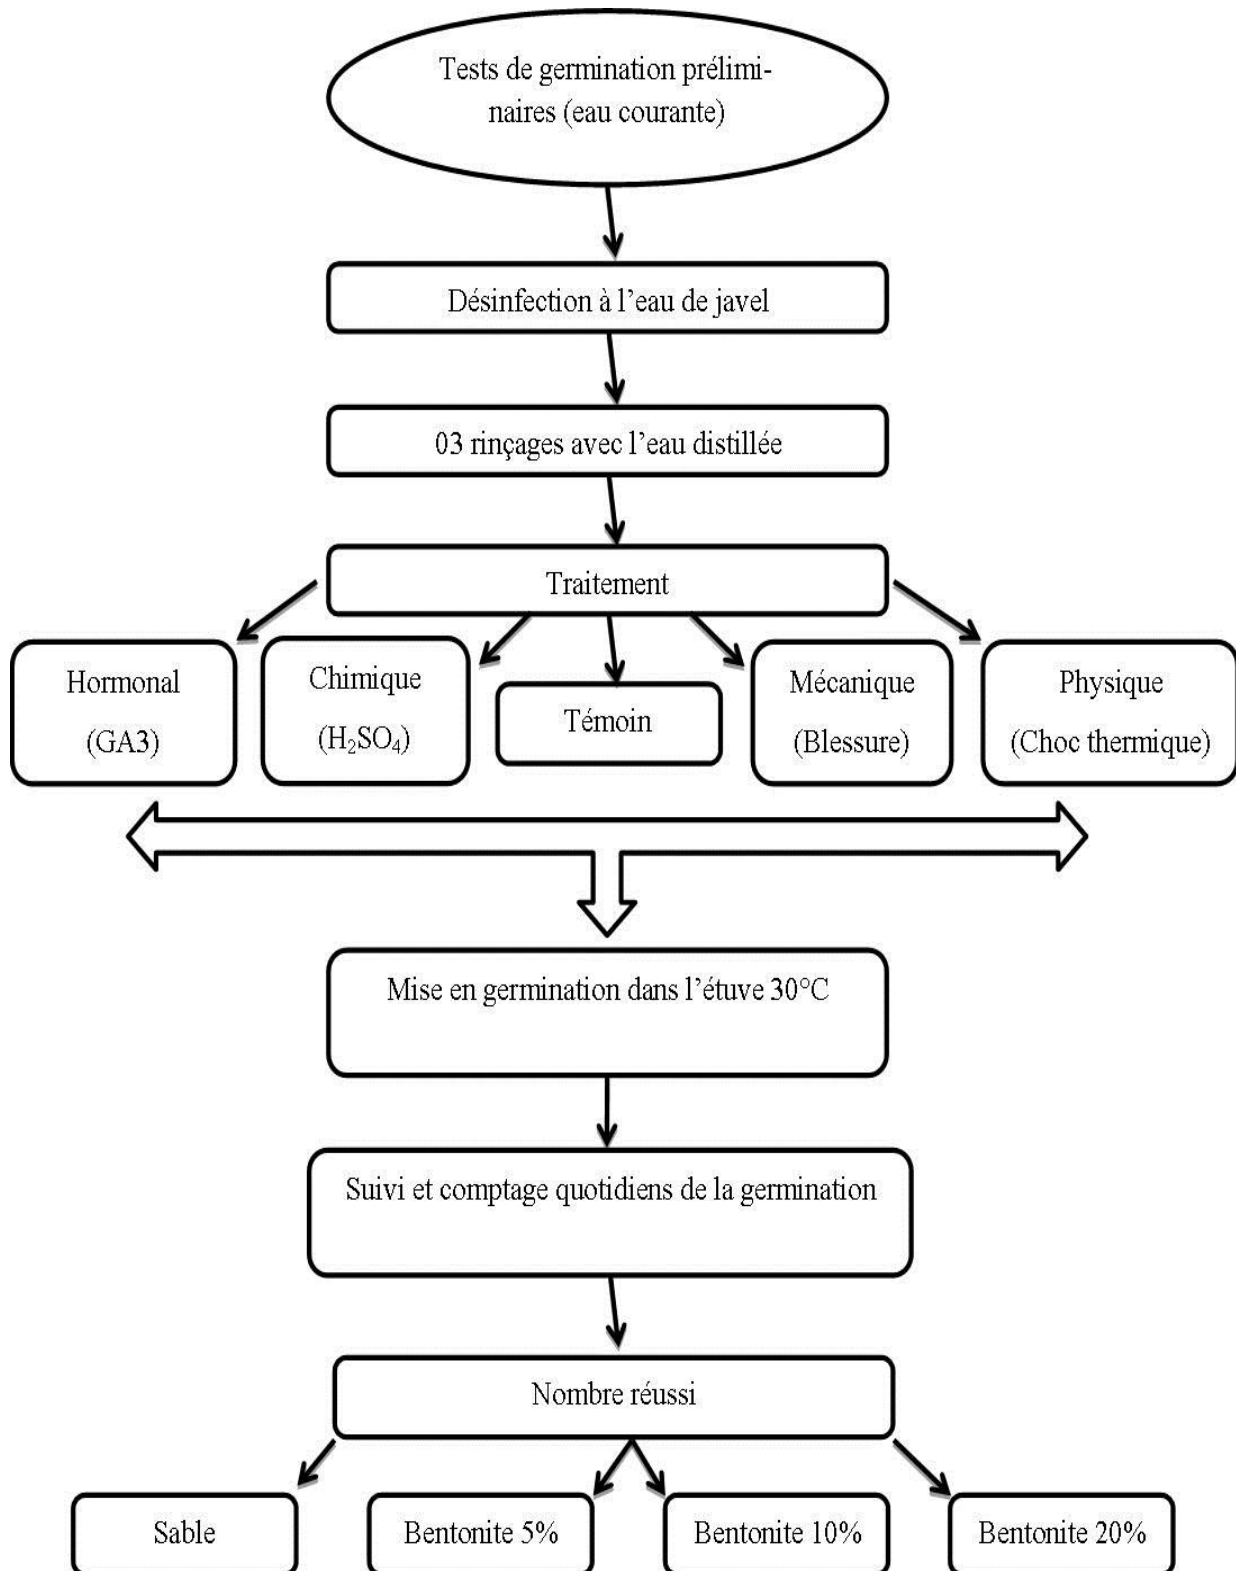 Tests de germination prélimi-
naires (eau courante)
Désinfection à l’eau de javel
03 rinçages avec l’eau distillée
Traitement
Hormonal
(GA3)
Chimique
(H₂SO₄)
Témoin
Mécanique
(Blessure)
Physique
(Choc thermique)
Mise en germination dans l’étuve 30°C
Suivi et comptage quotidiens de la germination
Nombre réussi
Sable
Bentonite 5%
Bentonite 10%
Bentonite 20%